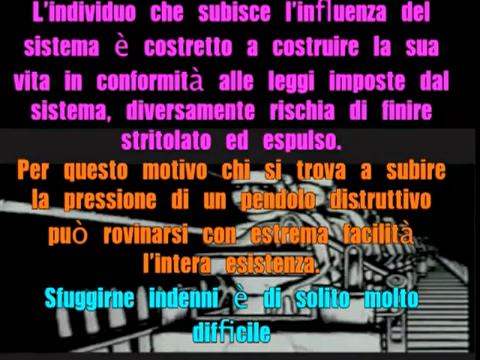 L'individuo che subisce l'influenza del
sistema è costretto a costruire la sua
vita in conformità alle leggi imposte dal
sistema, diversamente rischia di finire
stritolato ed espulso.
Per questo motivo chi si trova a subire
la pressione di un pendolo distruttivo
può rovinarsi con estrema facilità
l'intera esistenza.
Sfuggirne indenni è di solito molto
difficile